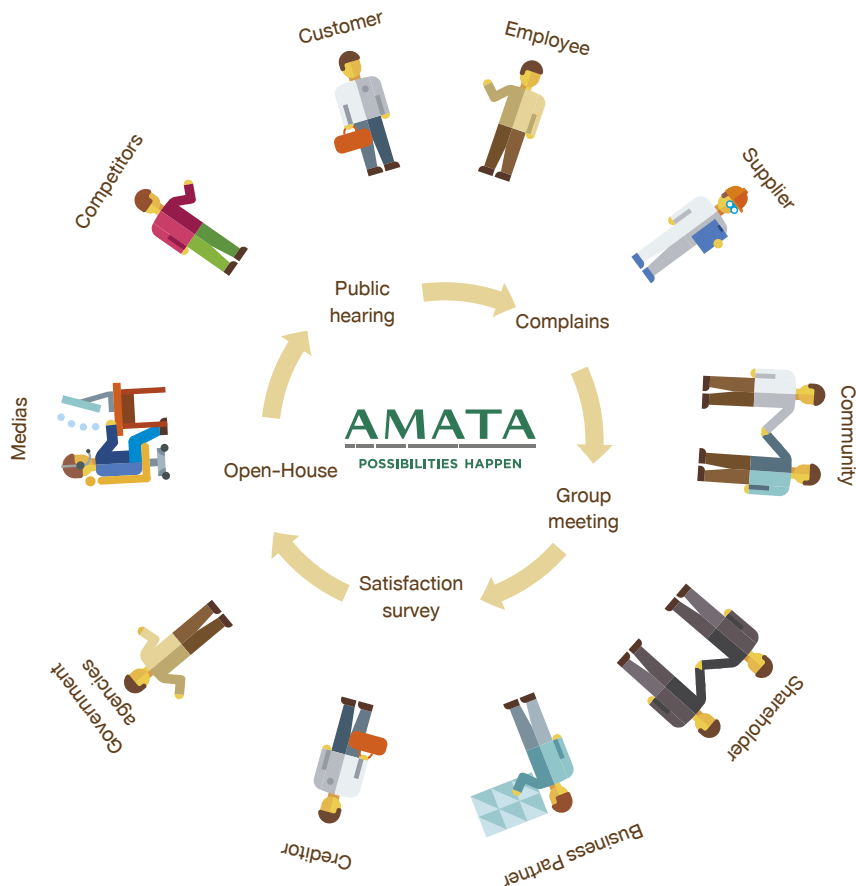 Customer
Employee
Competitors
Supplier
Public
hearing
Complains
Medias
Community
AMATA
POSSIBILITIES HAPPEN
Open-House
Group
meeting
Satisfaction
survey
Government
agencies
Shareholder
Creditor
Business Partner